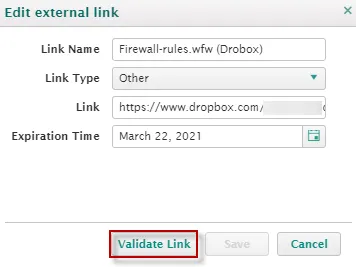 Edit external link
Link Name Firewall-rules.wfw (Drobox)
Link Type Other
Link https://www.dropbox.com/
Expiration Time March 22, 2021
Validate Link Save Cancel